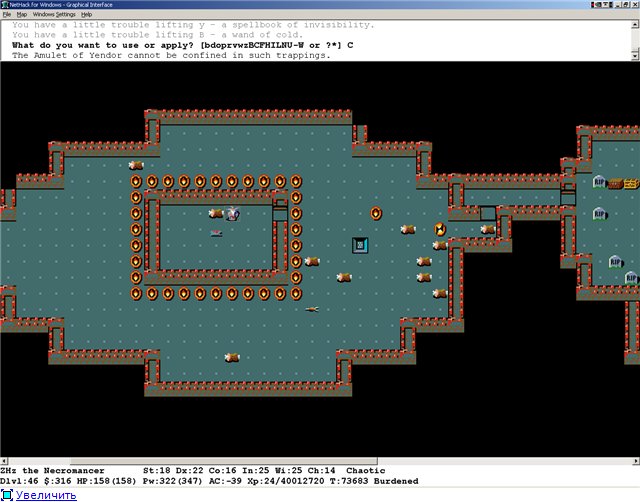 NetHack for Windows - Graphical Interface
File Map Windows Settings Help
You have a little trouble lifting y - a spellbook of invisibility.
You have a little trouble lifting B - a wand of cold.
What do you want to use or apply? [bdoprvwzBCFHILNU-W or ?*] C
The Amulet of Yendor cannot be confined in such trappings.
RIP
RIP
RIP
RIP
ZHz the Necromancer St:18 Dx:22 Co:16 In:25 Wi:25 Ch:14 Chaotic
Dlvl:46 $:316 HP:158(158) Pw:322(347) AC:-39 Xp:24/40012720 T:73683 Burdened
Увеличить